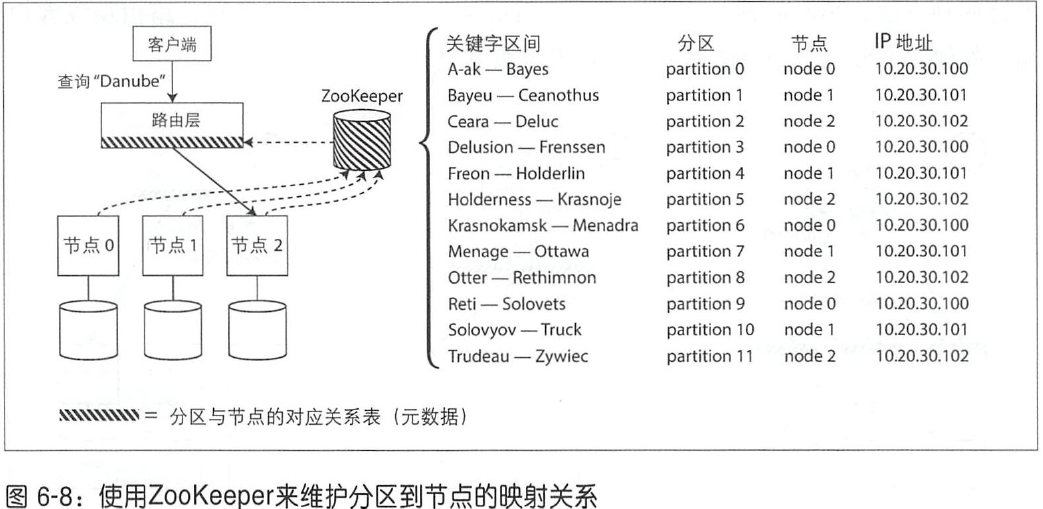 客户端
查询 "Danube"
路由层
ZooKeeper
节点 0 节点 1 节点 2
关键字区间 分区 节点 IP 地址
A-ak — Bayes partition 0 node 0 10.20.30.100
Bayeu — Ceanothus partition 1 node 1 10.20.30.101
Ceara — Deluc partition 2 node 2 10.20.30.102
Delusion — Frenssen partition 3 node 0 10.20.30.100
Freon — Holderlin partition 4 node 1 10.20.30.101
Holderness — Krasnoje partition 5 node 2 10.20.30.102
Krasnokamsk — Menadra partition 6 node 0 10.20.30.100
Menage — Ottawa partition 7 node 1 10.20.30.101
Otter — Rethimnon partition 8 node 2 10.20.30.102
Reti — Solovets partition 9 node 0 10.20.30.100
Solovyov — Truck partition 10 node 1 10.20.30.101
Trudeau — Zywiec partition 11 node 2 10.20.30.102
= 分区与节点的对应关系表（元数据）
图 6-8：使用ZooKeeper来维护分区到节点的映射关系